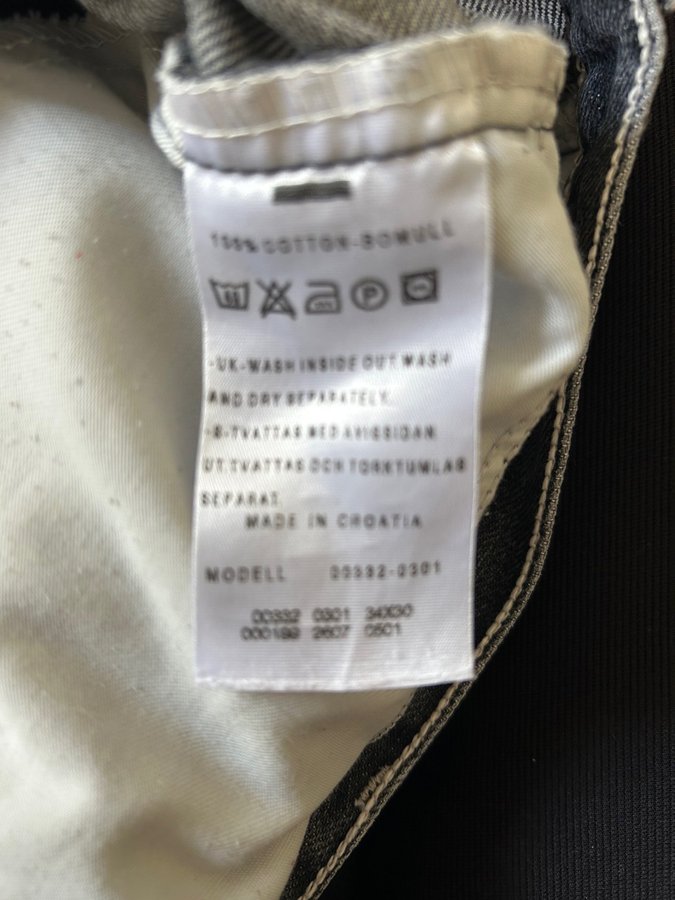 100% COTTON-BOMULL
P
-UK-WASH INSIDE OUT.WASH
AND DRY SEPARATELY.
-S-TVÄTTAS MED AVIGSIDAN
UT.TVÄTTAS OCH TORKTUMLAS
SEPARAT.
MADE IN CROATIA
MODELL 00332-0301
00332 0301 34X30
000199 2607 0501